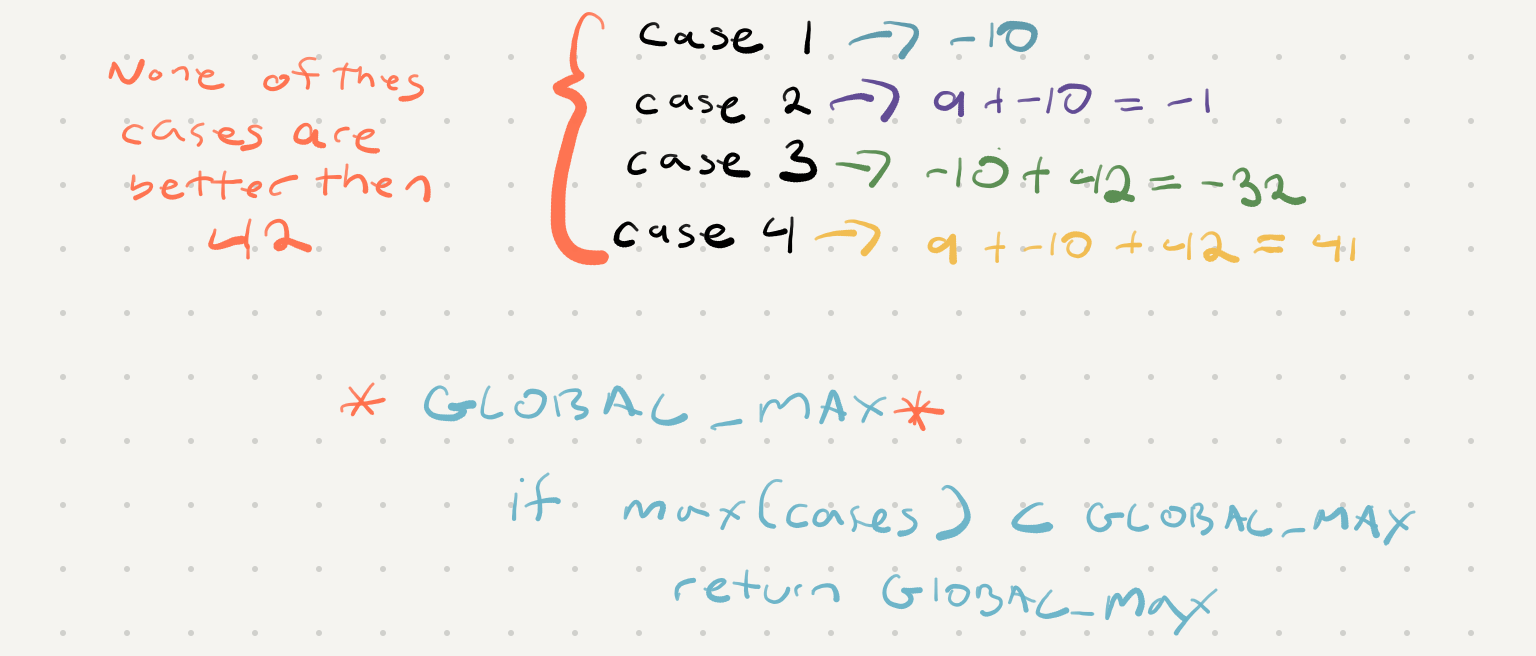 None of thes
cases are
better then
42
case 1 → -10
case 2 → 9 + -10 = -1
case 3 → -10 + 42 = -32
case 4 → 9 + -10 + 42 = 41
* GLOBAL_MAX *
if max(cases) < GLOBAL_MAX
return GlOBAL_Max